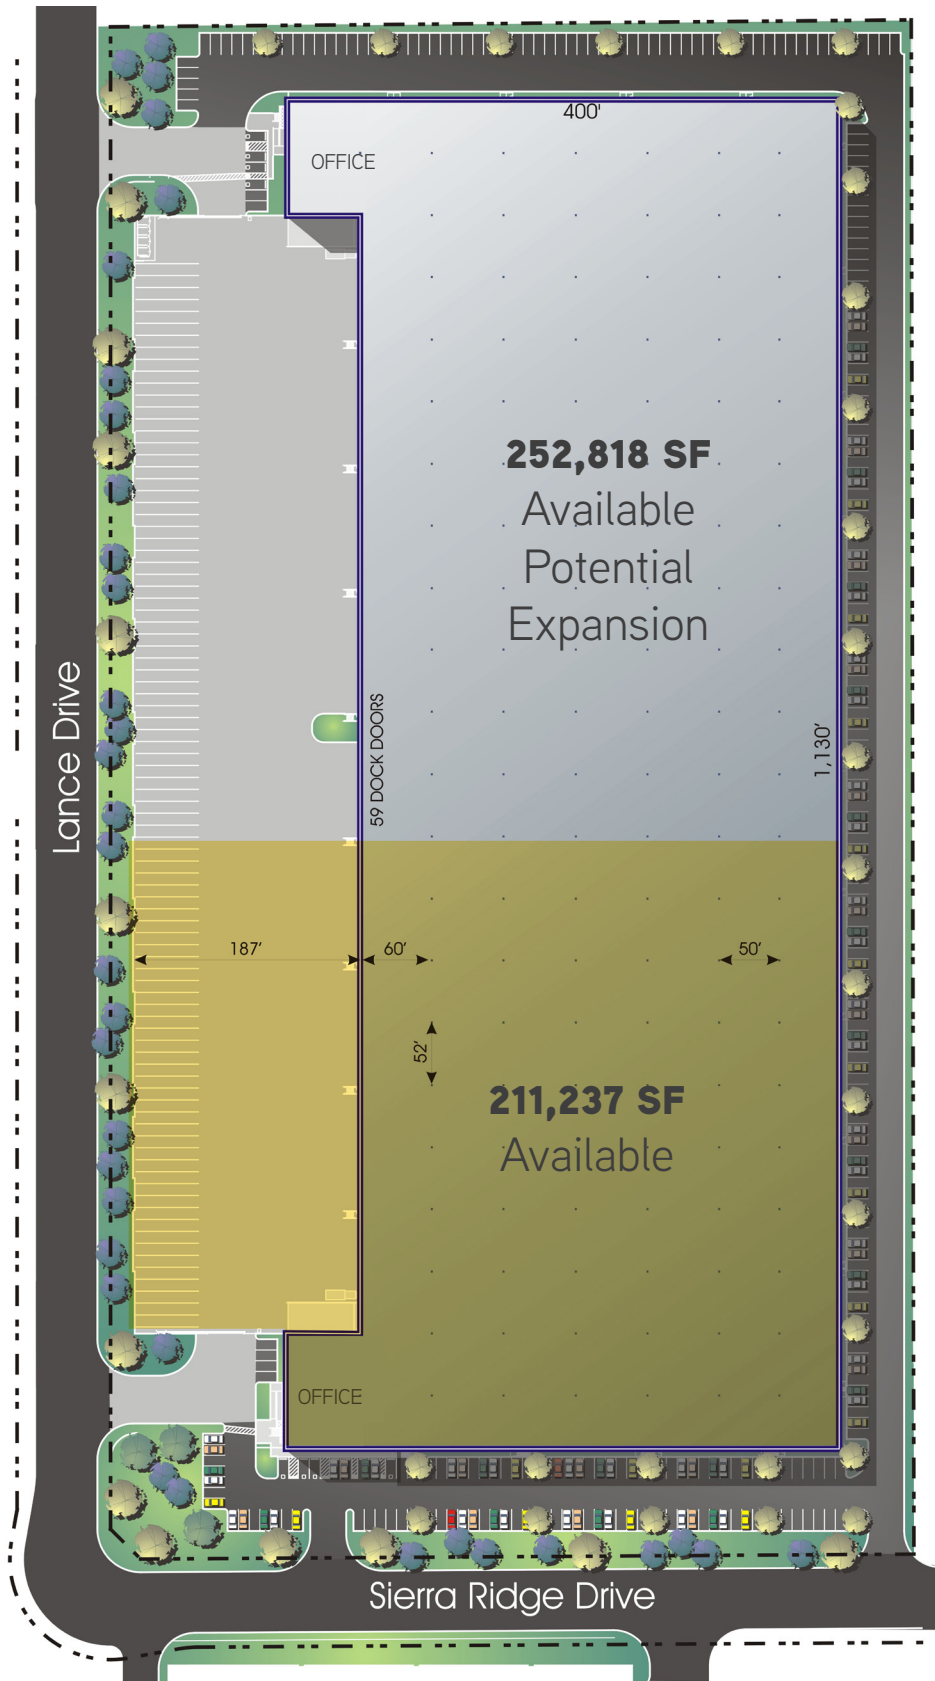 400'
OFFICE
252,818 SF
Available
Potential
Expansion
Lance Drive
59 DOCK DOORS
1,130'
187'
60'
50'
52'
211,237 SF
Available
OFFICE
Sierra Ridge Drive